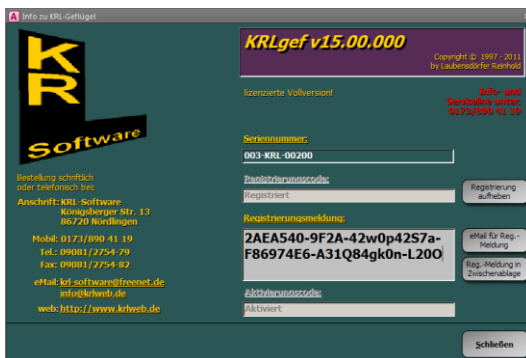 Info zu KRL-Geflügel
KR
Software
KRLgef v15.00.000
Copyright © 1997 - 2011
by Laubensdörfer Reinhold
lizenzierte Vollversion!
Info- und
Serviceline unter:
0173/890 41 19
Seriennummer:
003-KRL-00200
Registrierungscode:
Registriert
Registrierung
aufheben
Registrierungsmeldung:
2AEA540-9F2A-42w0p42S7a-
F86974E6-A31Q84gk0n-L20O
eMail für Reg.-
Meldung
Reg.-Meldung in
Zwischenablage
Aktivierungscode:
Aktiviert
Bestellung schriftlich
oder telefonisch bei:
Anschrift: KRL-Software
Königsberger Str. 13
86720 Nördlingen
Mobil: 0173/890 41 19
Tel.: 09081/2754-79
Fax: 09081/2754-82
eMail: krl-software@freenet.de
info@krlweb.de
web: http://www.krlweb.de
Schließen